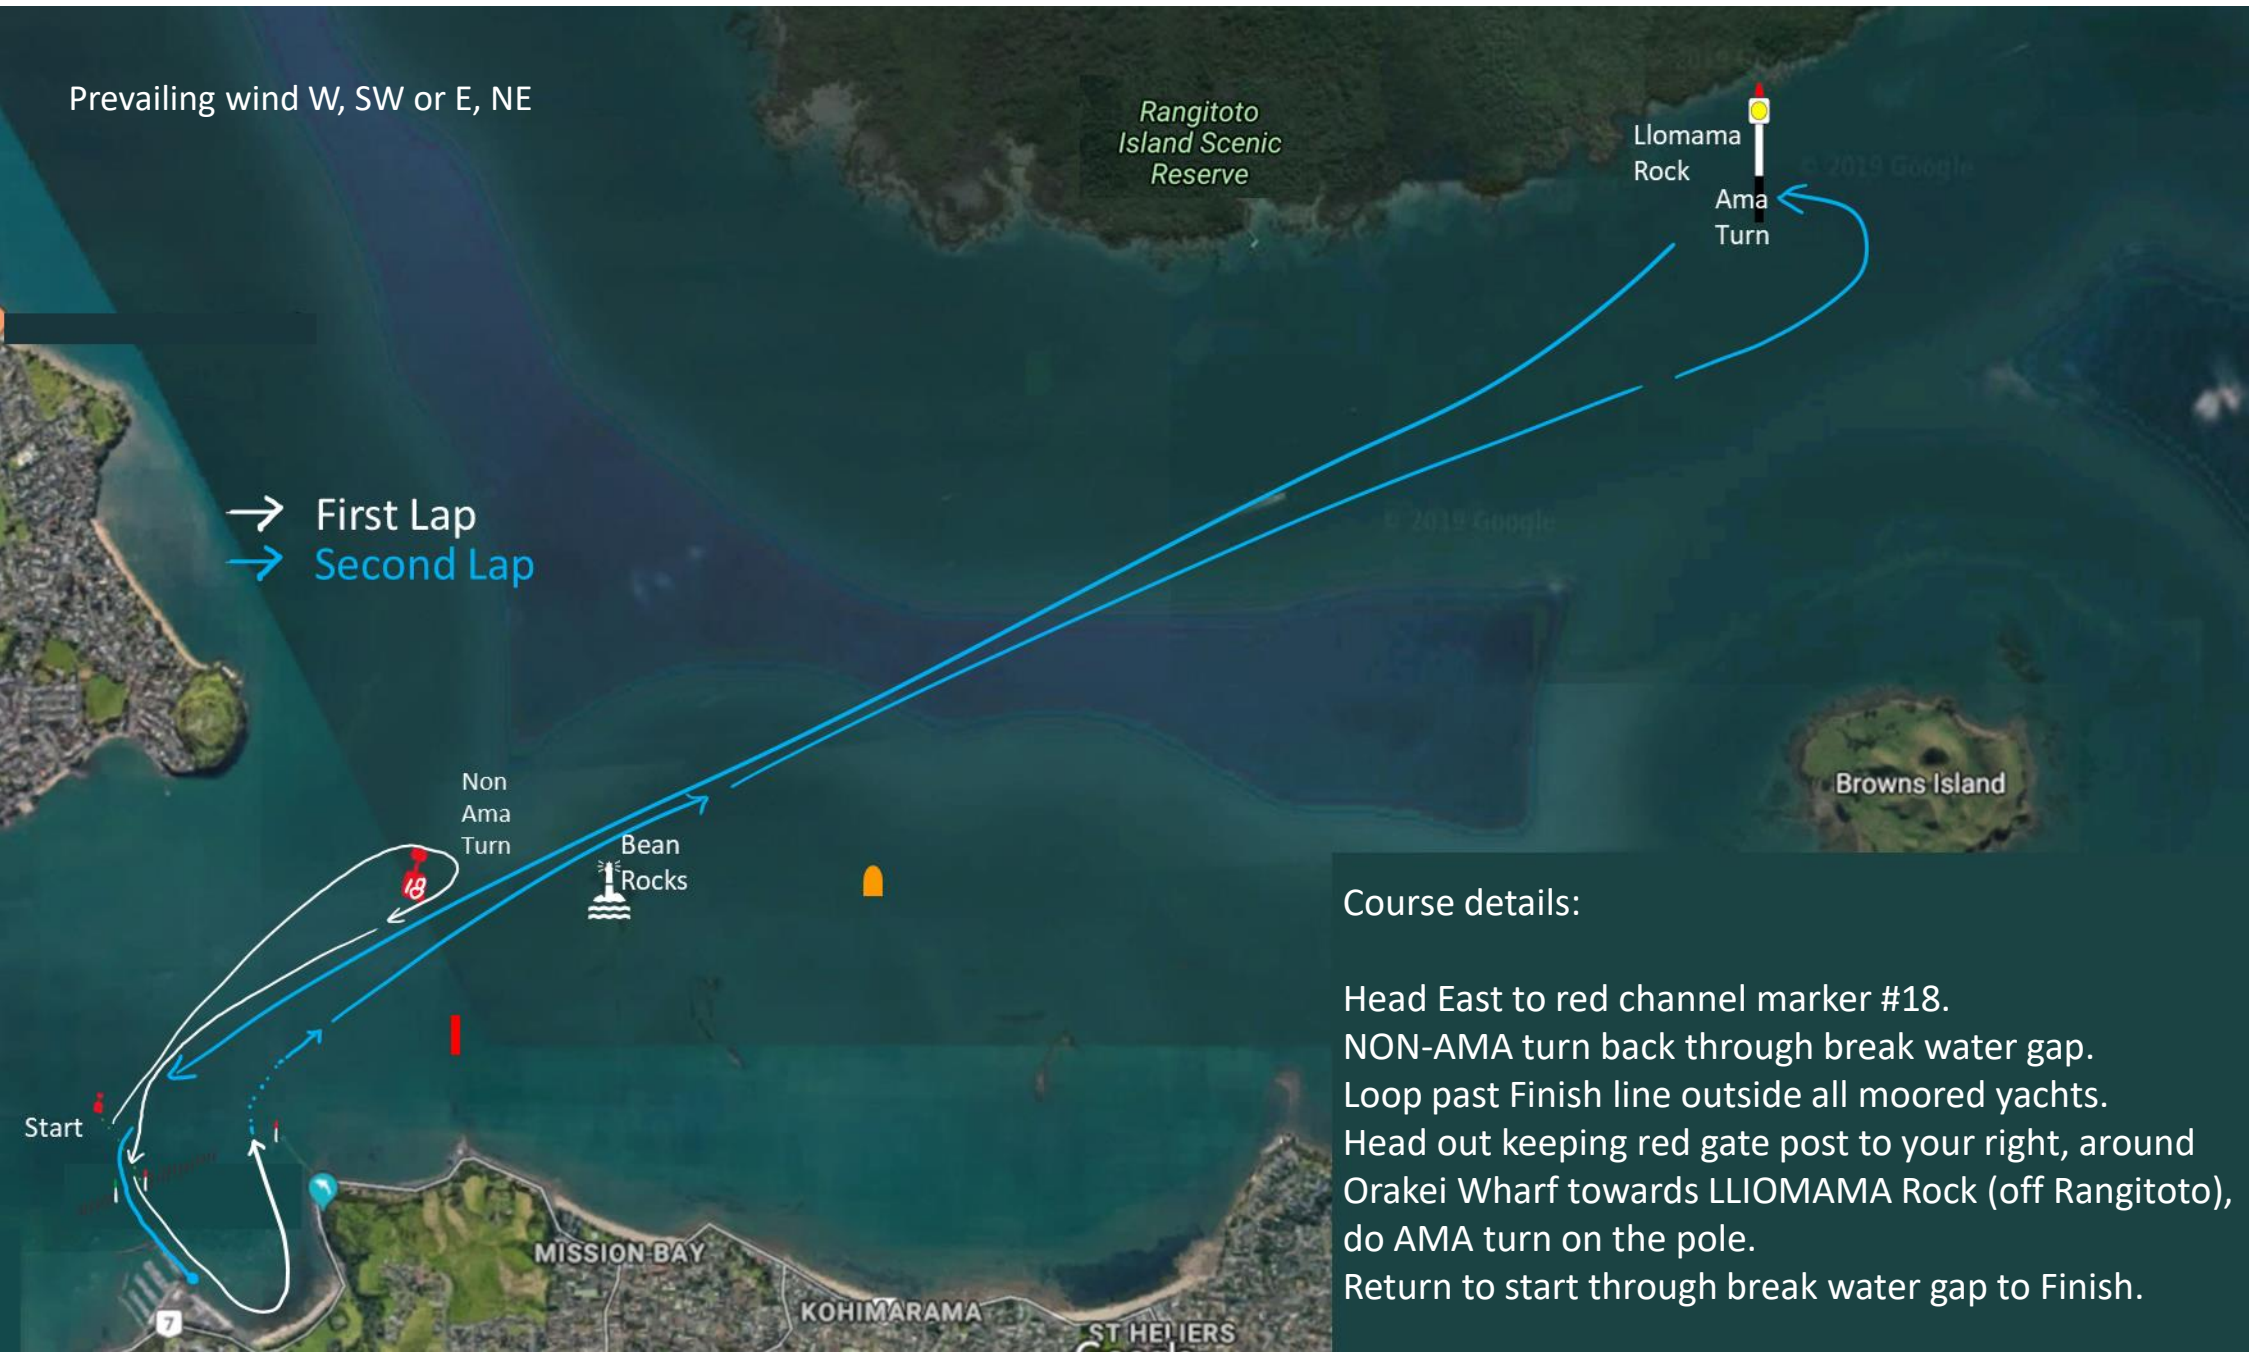 Prevailing wind W, SW or E, NE
Rangitoto
Island Scenic
Reserve
Llomama
Rock
Ama
Turn
© 2019 Google
First Lap
Second Lap
© 2019 Google
Non
Ama
Turn
18
Bean
Rocks
Browns Island
Start
MISSION BAY
KOHIMARAMA
ST HELIERS
7
Course details:
Head East to red channel marker #18.
NON-AMA turn back through break water gap.
Loop past Finish line outside all moored yachts.
Head out keeping red gate post to your right, around
Orakei Wharf towards LLIOMAMA Rock (off Rangitoto),
do AMA turn on the pole.
Return to start through break water gap to Finish.